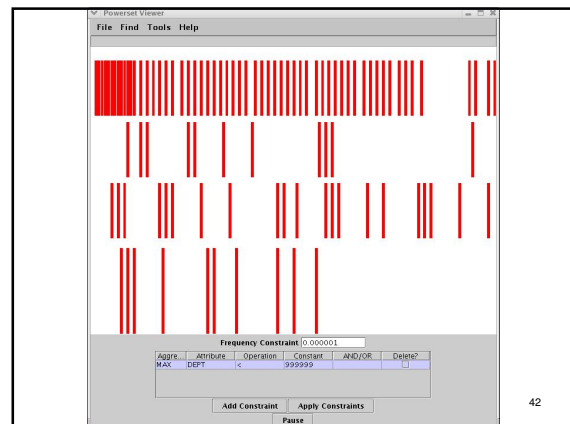 Powerset Viewer
File Find Tools Help
Frequency Constraint 0.000001
Aggre... Attribute Operation Constant AND/OR Delete?
MAX DEPT < 999999
Add Constraint Apply Constraints
Pause
42